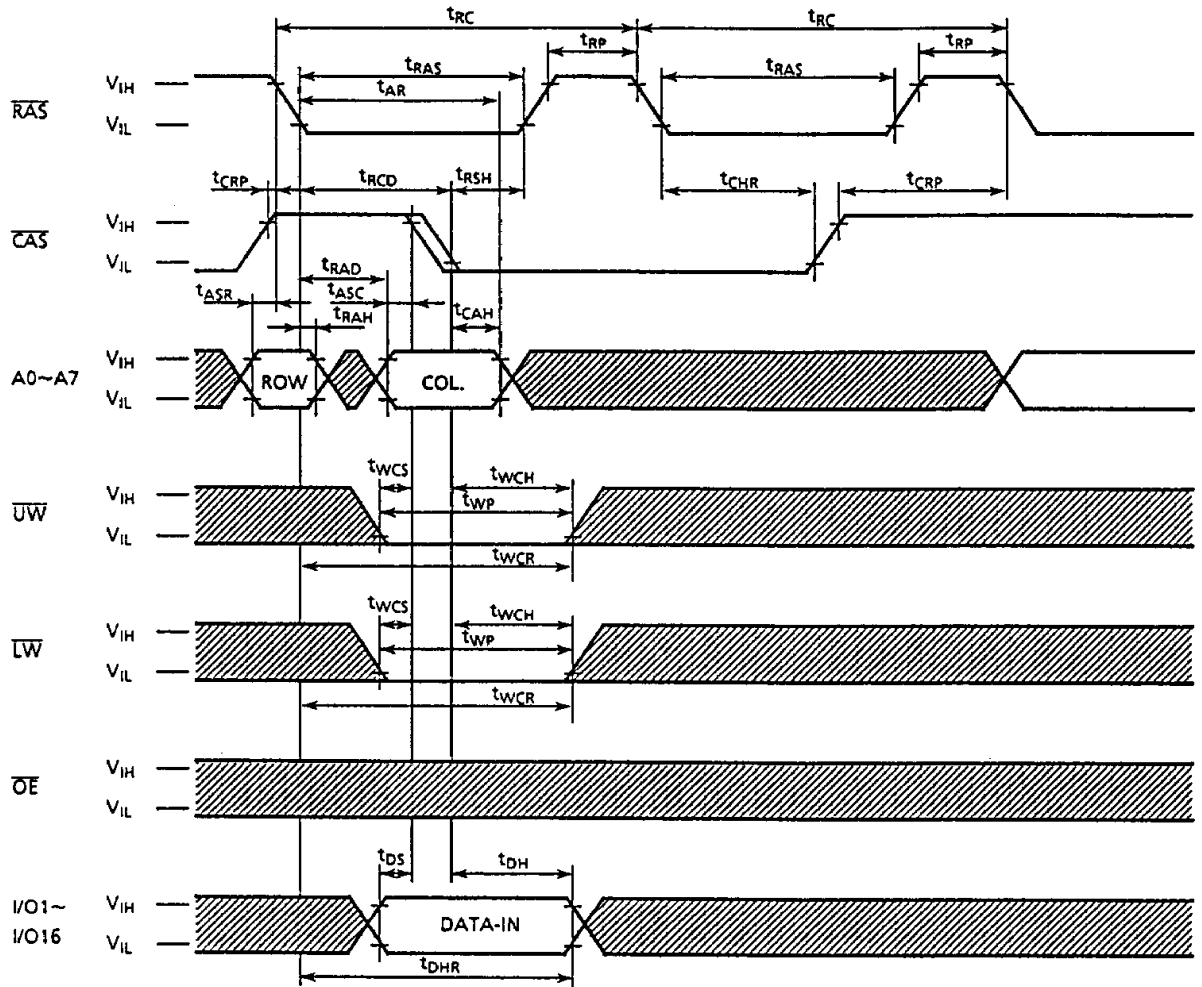 tRC tRC
tRP tRP
tRAS tRAS
tAR
RAS VIH
VIL
tCRP tRCD tRSH tCHR tCRP
CAS VIH
VIL
tRAD
tASR tASC
tRAH tCAH
A0~A7 VIH
VIL
ROW COL.
tWCS tWCH
tWP
UW VIH
VIL
tWCR
tWCS tWCH
tWP
LW VIH
VIL
tWCR
OE VIH
VIL
tDS tDH
I/O1~ VIH
I/O16 VIL
DATA-IN
tDHR